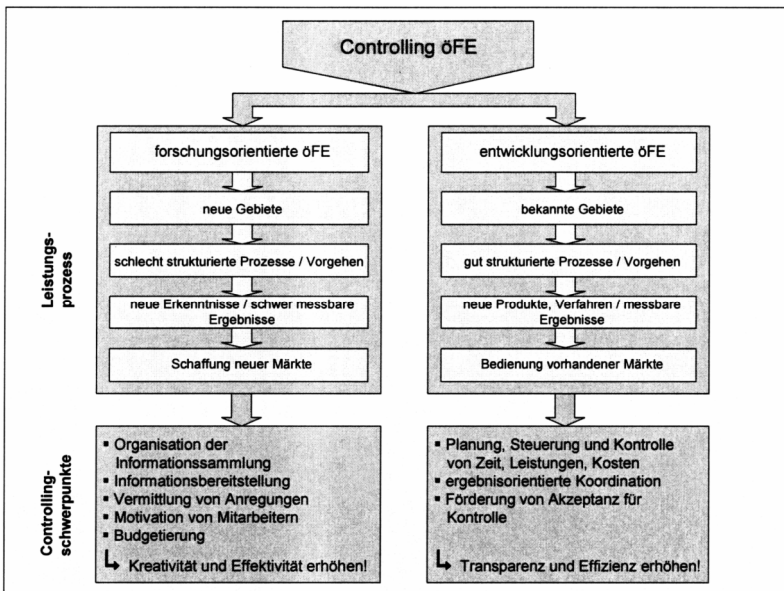 Controlling öFE
Leistungs-
prozess
forschungsorientierte öFE
neue Gebiete
schlecht strukturierte Prozesse / Vorgehen
neue Erkenntnisse / schwer messbare
Ergebnisse
Schaffung neuer Märkte
entwicklungsorientierte öFE
bekannte Gebiete
gut strukturierte Prozesse / Vorgehen
neue Produkte, Verfahren / messbare
Ergebnisse
Bedienung vorhandener Märkte
Controlling-
schwerpunkte
▪ Organisation der
Informationssammlung
▪ Informationsbereitstellung
▪ Vermittlung von Anregungen
▪ Motivation von Mitarbeitern
▪ Budgetierung
↳ Kreativität und Effektivität erhöhen!
▪ Planung, Steuerung und Kontrolle
von Zeit, Leistungen, Kosten
▪ ergebnisorientierte Koordination
▪ Förderung von Akzeptanz für
Kontrolle
↳ Transparenz und Effizienz erhöhen!